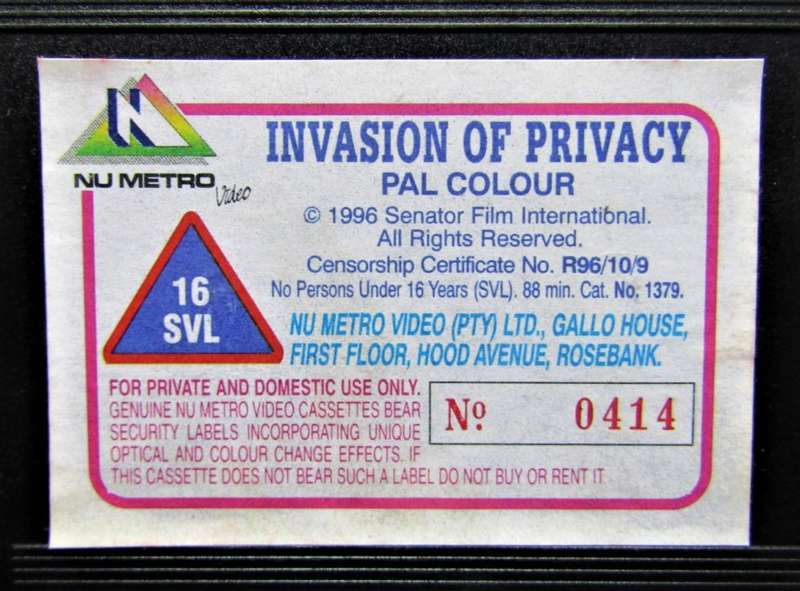 N
NU METRO
Video
INVASION OF PRIVACY
PAL COLOUR
© 1996 Senator Film International.
All Rights Reserved.
Censorship Certificate No. R96/10/9
No Persons Under 16 Years (SVL). 88 min. Cat. No. 1379.
16
SVL
NU METRO VIDEO (PTY) LTD., GALLO HOUSE,
FIRST FLOOR, HOOD AVENUE, ROSEBANK.
FOR PRIVATE AND DOMESTIC USE ONLY.
GENUINE NU METRO VIDEO CASSETTES BEAR
SECURITY LABELS INCORPORATING UNIQUE
OPTICAL AND COLOUR CHANGE EFFECTS. IF
THIS CASSETTE DOES NOT BEAR SUCH A LABEL DO NOT BUY OR RENT IT.
No. 0414